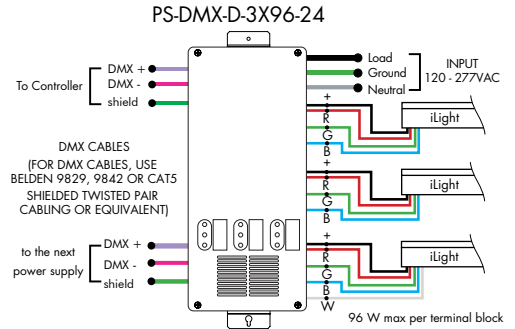 PS-DMX-D-3X96-24
DMX +
To Controller
DMX -
shield
Load
Ground
Neutral
INPUT
120 - 277VAC
+
R
G
B
iLight
DMX CABLES
(FOR DMX CABLES, USE
BELDEN 9829, 9842 OR CAT5
SHIELDED TWISTED PAIR
CABLING OR EQUIVALENT)
+
R
G
B
iLight
to the next
power supply
DMX +
DMX -
shield
+
R
G
B
W
iLight
96 W max per terminal block